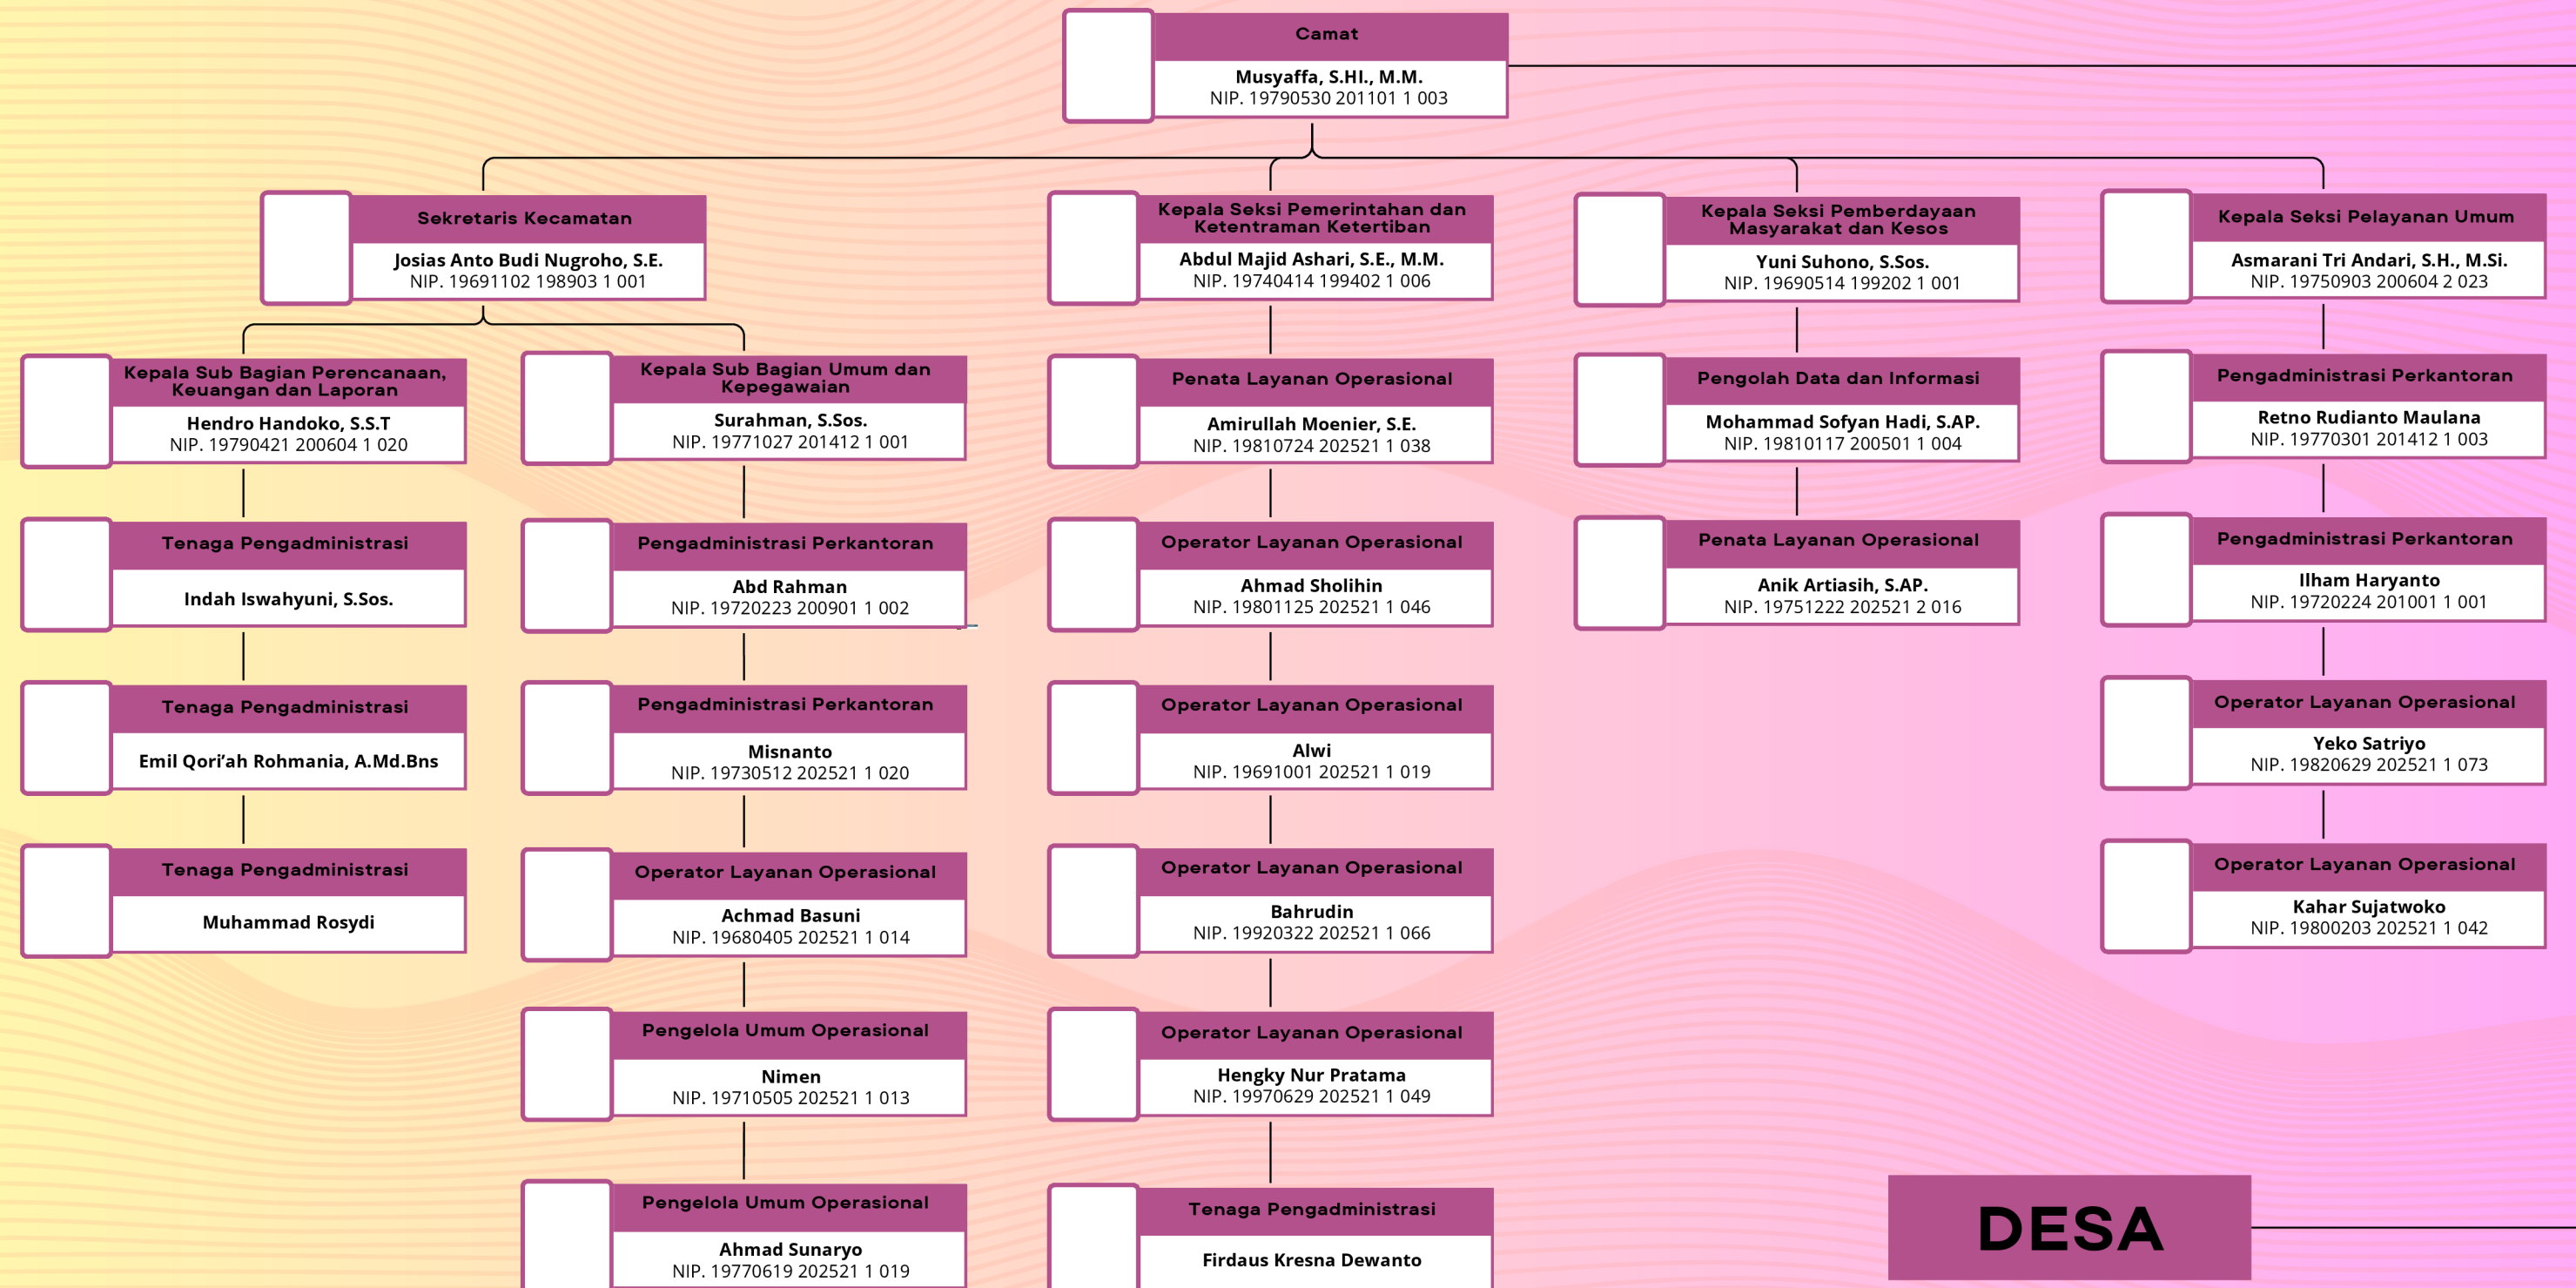 Camat
Musyaffa, S.HI., M.M.
NIP. 19790530 201101 1 003
Sekretaris Kecamatan
Josias Anto Budi Nugroho, S.E.
NIP. 19691102 198903 1 001
Kepala Seksi Pemerintahan dan
Ketentraman Ketertiban
Abdul Majid Ashari, S.E., M.M.
NIP. 19740414 199402 1 006
Kepala Seksi Pemberdayaan
Masyarakat dan Kesos
Yuni Suhono, S.Sos.
NIP. 19690514 199202 1 001
Kepala Seksi Pelayanan Umum
Asmarani Tri Andari, S.H., M.Si.
NIP. 19750903 200604 2 023
Kepala Sub Bagian Perencanaan,
Keuangan dan Laporan
Hendro Handoko, S.S.T
NIP. 19790421 200604 1 020
Kepala Sub Bagian Umum dan
Kepegawaian
Surahman, S.Sos.
NIP. 19771027 201412 1 001
Penata Layanan Operasional
Amirullah Moenier, S.E.
NIP. 19810724 202521 1 038
Pengolah Data dan Informasi
Mohammad Sofyan Hadi, S.AP.
NIP. 19810117 200501 1 004
Pengadministrasi Perkantoran
Retno Rudianto Maulana
NIP. 19770301 201412 1 003
Tenaga Pengadministrasi
Indah Iswahyuni, S.Sos.
Pengadministrasi Perkantoran
Abd Rahman
NIP. 19720223 200901 1 002
Operator Layanan Operasional
Ahmad Sholihin
NIP. 19801125 202521 1 046
Penata Layanan Operasional
Anik Artiasih, S.AP.
NIP. 19751222 202521 2 016
Pengadministrasi Perkantoran
Ilham Haryanto
NIP. 19720224 201001 1 001
Tenaga Pengadministrasi
Emil Qori’ah Rohmania, A.Md.Bns
Pengadministrasi Perkantoran
Misnanto
NIP. 19730512 202521 1 020
Operator Layanan Operasional
Alwi
NIP. 19691001 202521 1 019
Operator Layanan Operasional
Yeko Satriyo
NIP. 19820629 202521 1 073
Tenaga Pengadministrasi
Muhammad Rosydi
Operator Layanan Operasional
Achmad Basuni
NIP. 19680405 202521 1 014
Operator Layanan Operasional
Bahrudin
NIP. 19920322 202521 1 066
Operator Layanan Operasional
Kahar Sujatwoko
NIP. 19800203 202521 1 042
Pengelola Umum Operasional
Nimen
NIP. 19710505 202521 1 013
Operator Layanan Operasional
Hengky Nur Pratama
NIP. 19970629 202521 1 049
Pengelola Umum Operasional
Ahmad Sunaryo
NIP. 19770619 202521 1 019
Tenaga Pengadministrasi
Firdaus Kresna Dewanto
DESA